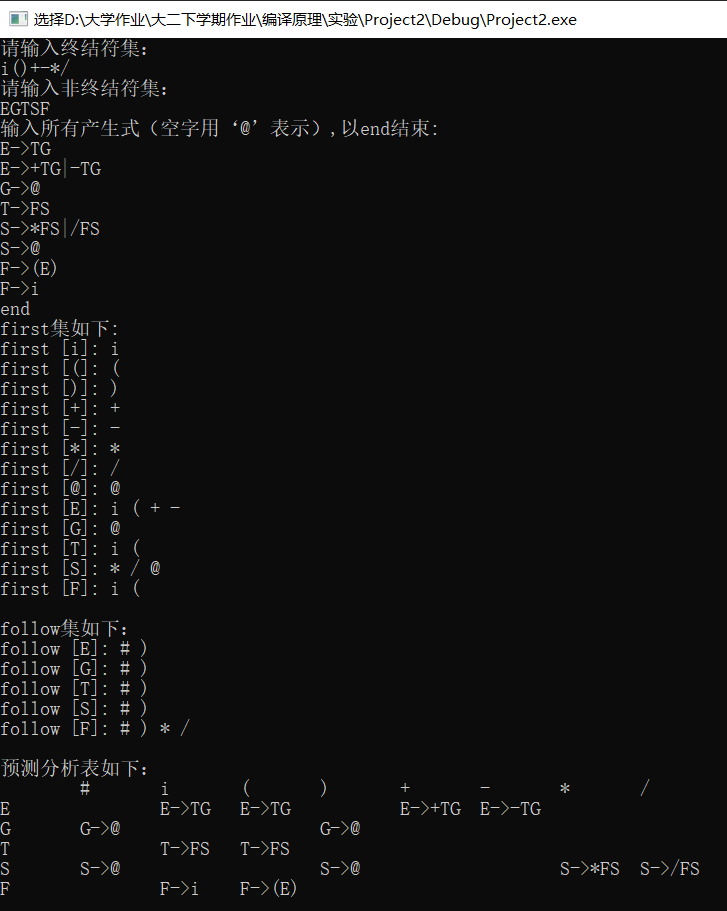 选择D:\大学作业\大二下学期作业\编译原理\实验\Project2\Debug\Project2.exe
请输入终结符集：
i()+-*/
请输入非终结符集：
EGTSF
输入所有产生式（空字用‘@’表示）,以end结束:
E->TG
E->+TG|-TG
G->@
T->FS
S->*FS|/FS
S->@
F->(E)
F->i
end
first集如下:
first [i]: i
first [(]: (
first [)]: )
first [+]: +
first [-]: -
first [*]: *
first [/]: /
first [@]: @
first [E]: i ( + -
first [G]: @
first [T]: i (
first [S]: * / @
first [F]: i (
follow集如下：
follow [E]: # )
follow [G]: # )
follow [T]: # )
follow [S]: # )
follow [F]: # ) * /
预测分析表如下：
# i ( ) + - * /
E E->TG E->TG E->+TG E->-TG
G G->@ G->@
T T->FS T->FS
S S->@ S->@ S->*FS S->/FS
F F->i F->(E)